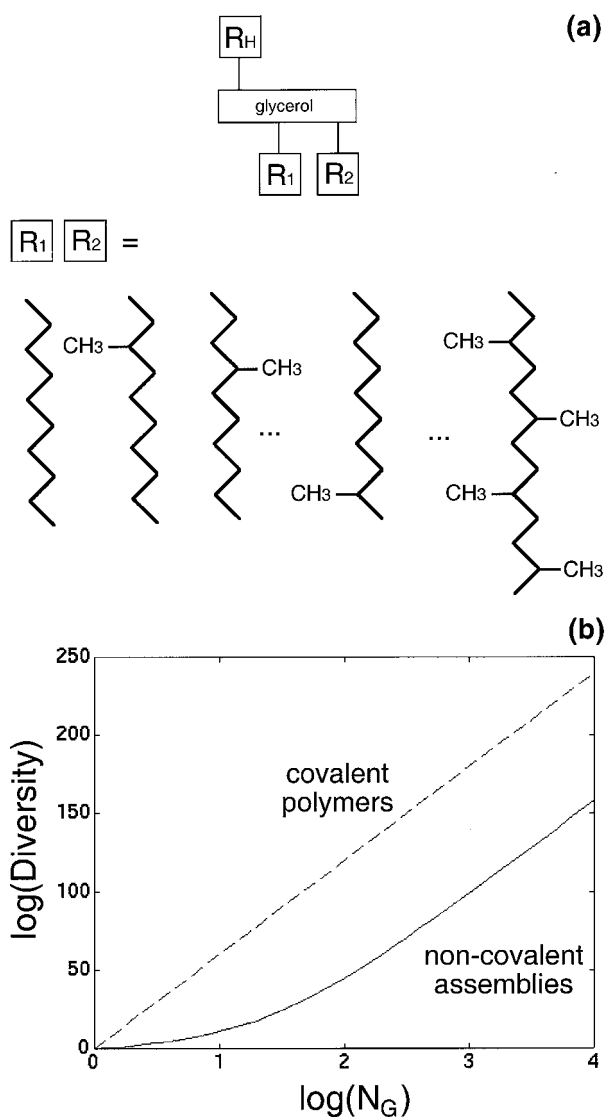 (a)
RH
glycerol
R1 R2
R1 R2 =
CH3 CH3 CH3
CH3 ... ... CH3
CH3 CH3
CH3
(b)
250
200
150
100
50
0
log(Diversity)
covalent
polymers
non-covalent
assemblies
0 1 2 3 4
log(NG)